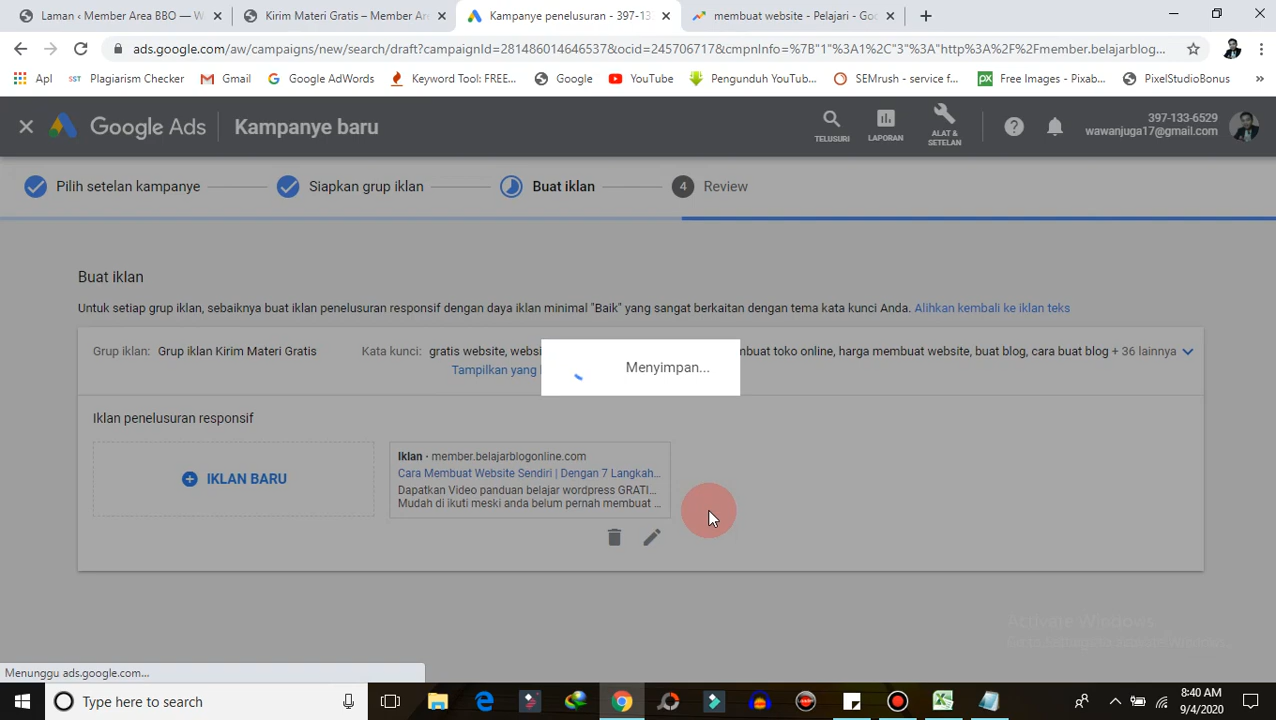 Laman ‹ Member Area BBO — W
Kirim Materi Gratis – Member Are
Kampanye penelusuran - 397-13
membuat website - Pelajari - Goo
ads.google.com/aw/campaigns/new/search/draft?campaignId=281486014646537&ocid=245706717&cmpnInfo=%7B"1"%3A1%2C"3"%3A"http%3A%2F%2Fmember.belajarblog...
Apl
SST Plagiarism Checker
Gmail
Google AdWords
Keyword Tool: FREE...
Google
YouTube
Pengunduh YouTub...
SEMrush - service f...
px Free Images - Pixab...
PixelStudioBonus
»
Google Ads
Kampanye baru
TELUSURI
LAPORAN
ALAT &
SETELAN
397-133-6529
wawanjuga17@gmail.com
Pilih setelan kampanye
Siapkan grup iklan
Buat iklan
4 Review
Buat iklan
Untuk setiap grup iklan, sebaiknya buat iklan penelusuran responsif dengan daya iklan minimal "Baik" yang sangat berkaitan dengan tema kata kunci Anda. Alihkan kembali ke iklan teks
Grup iklan: Grup iklan Kirim Materi Gratis
Kata kunci: gratis website, websi
buat toko online, harga membuat website, buat blog, cara buat blog + 36 lainnya
Tampilkan yang
Menyimpan...
Iklan penelusuran responsif
IKLAN BARU
Iklan · member.belajarblogonline.com
Cara Membuat Website Sendiri | Dengan 7 Langkah...
Dapatkan Video panduan belajar wordpress GRATI...
Mudah di ikuti meski anda belum pernah membuat ...
Activate Windows
Menunggu ads.google.com...
Type here to search
8:40 AM
9/4/2020